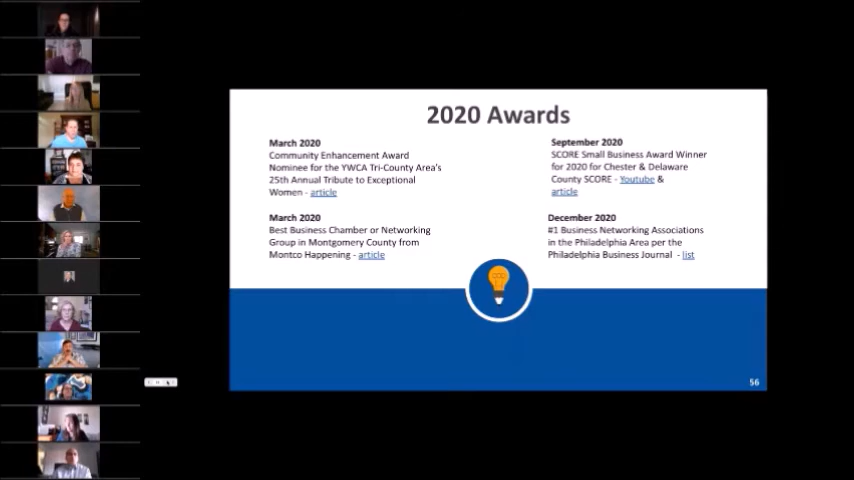 2020 Awards
March 2020
Community Enhancement Award
Nominee for the YWCA Tri-County Area's
25th Annual Tribute to Exceptional
Women - article
March 2020
Best Business Chamber or Networking
Group in Montgomery County from
Montco Happening - article
September 2020
SCORE Small Business Award Winner
for 2020 for Chester & Delaware
County SCORE - Youtube &
article
December 2020
#1 Business Networking Associations
in the Philadelphia Area per the
Philadelphia Business Journal - list
56